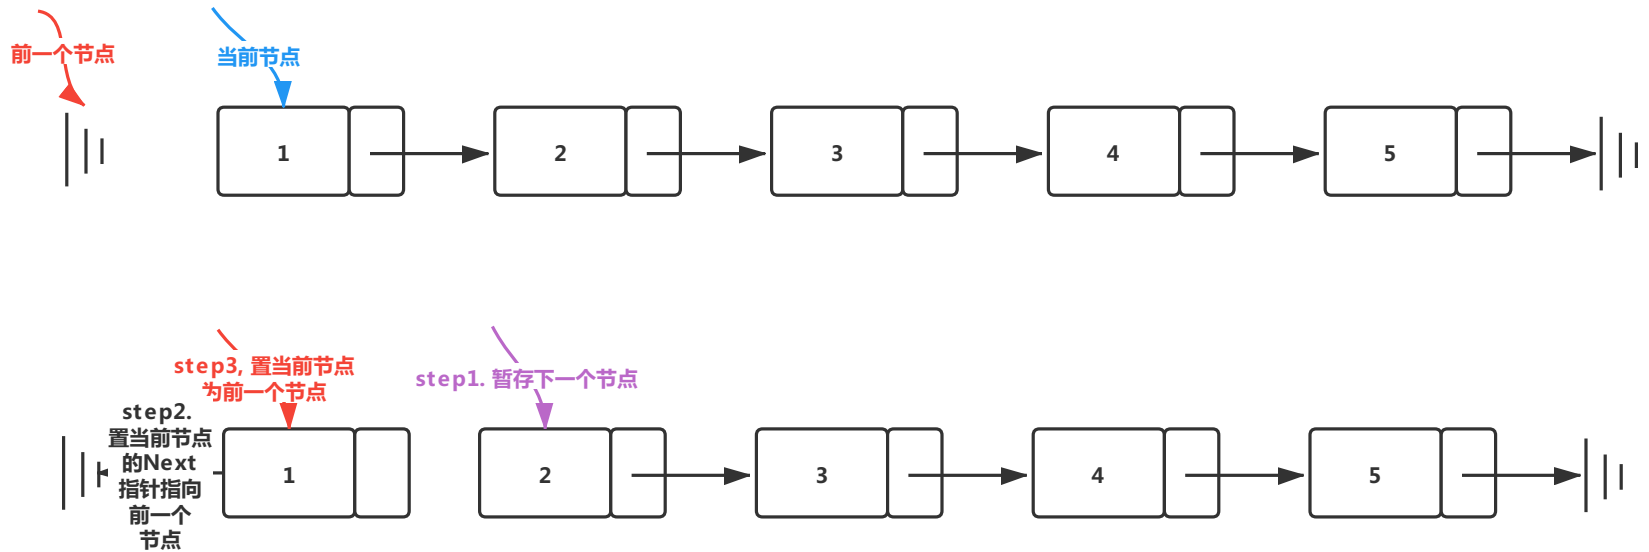 前一个节点
当前节点
1
2
3
4
5
step3, 置当前节点
为前一个节点
step1. 暂存下一个节点
step2.
置当前节点
的Next
指针指向
前一个
节点
1
2
3
4
5